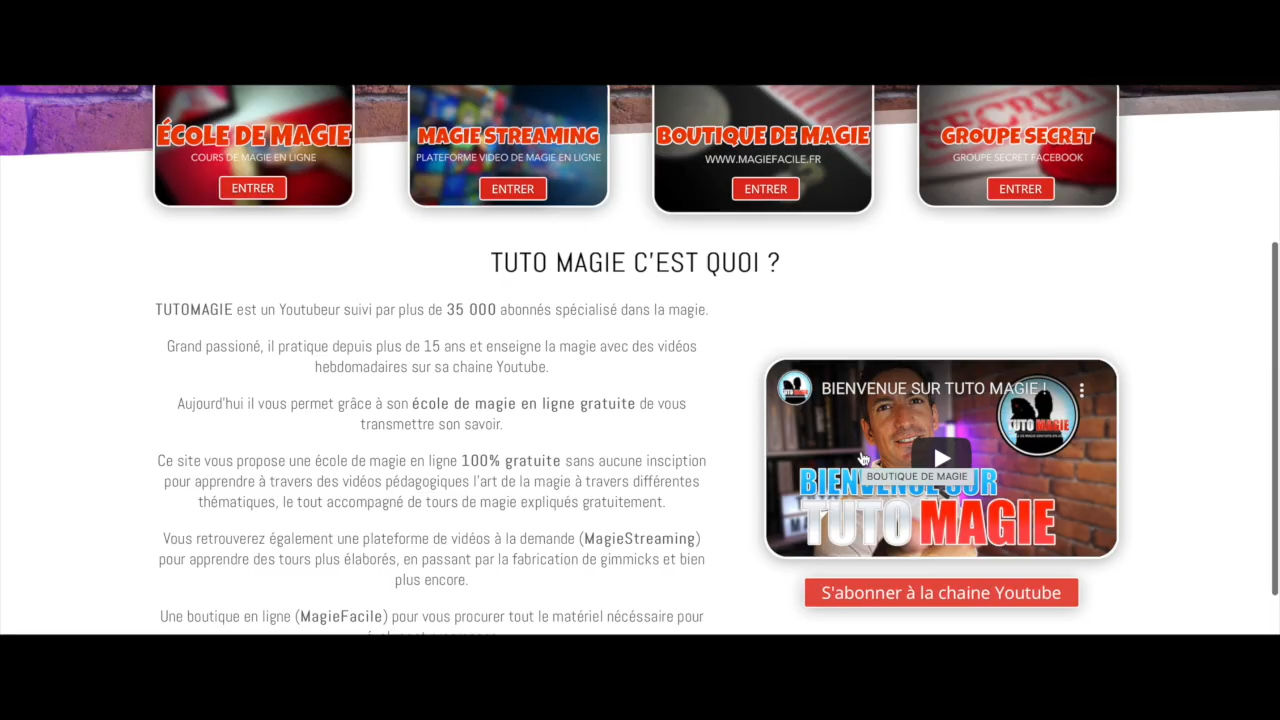 ÉCOLE DE MAGIE
COURS DE MAGIE EN LIGNE
ENTRER
MAGIE STREAMING
PLATEFORME VIDEO DE MAGIE EN LIGNE
ENTRER
BOUTIQUE DE MAGIE
WWW.MAGIEFACILE.FR
ENTRER
SECRET
GROUPE SECRET
GROUPE SECRET FACEBOOK
ENTRER
TUTO MAGIE C'EST QUOI ?
TUTOMAGIE est un Youtubeur suivi par plus de 35 000 abonnés spécialisé dans la magie.
Grand passioné, il pratique depuis plus de 15 ans et enseigne la magie avec des vidéos
hebdomadaires sur sa chaine Youtube.
Aujourd'hui il vous permet grâce à son école de magie en ligne gratuite de vous
transmettre son savoir.
Ce site vous propose une école de magie en ligne 100% gratuite sans aucune insciption
pour apprendre à travers des vidéos pédagogiques l'art de la magie à travers différentes
thématiques, le tout accompagné de tours de magie expliqués gratuitement.
Vous retrouverez également une plateforme de vidéos à la demande (MagieStreaming)
pour apprendre des tours plus élaborés, en passant par la fabrication de gimmicks et bien
plus encore.
Une boutique en ligne (MagieFacile) pour vous procurer tout le matériel nécéssaire pour
BIENVENUE SUR TUTO MAGIE !
TUTO MAGIE
BOUTIQUE DE MAGIE
BIENVENUE SUR
TUTO MAGIE
S'abonner à la chaine Youtube